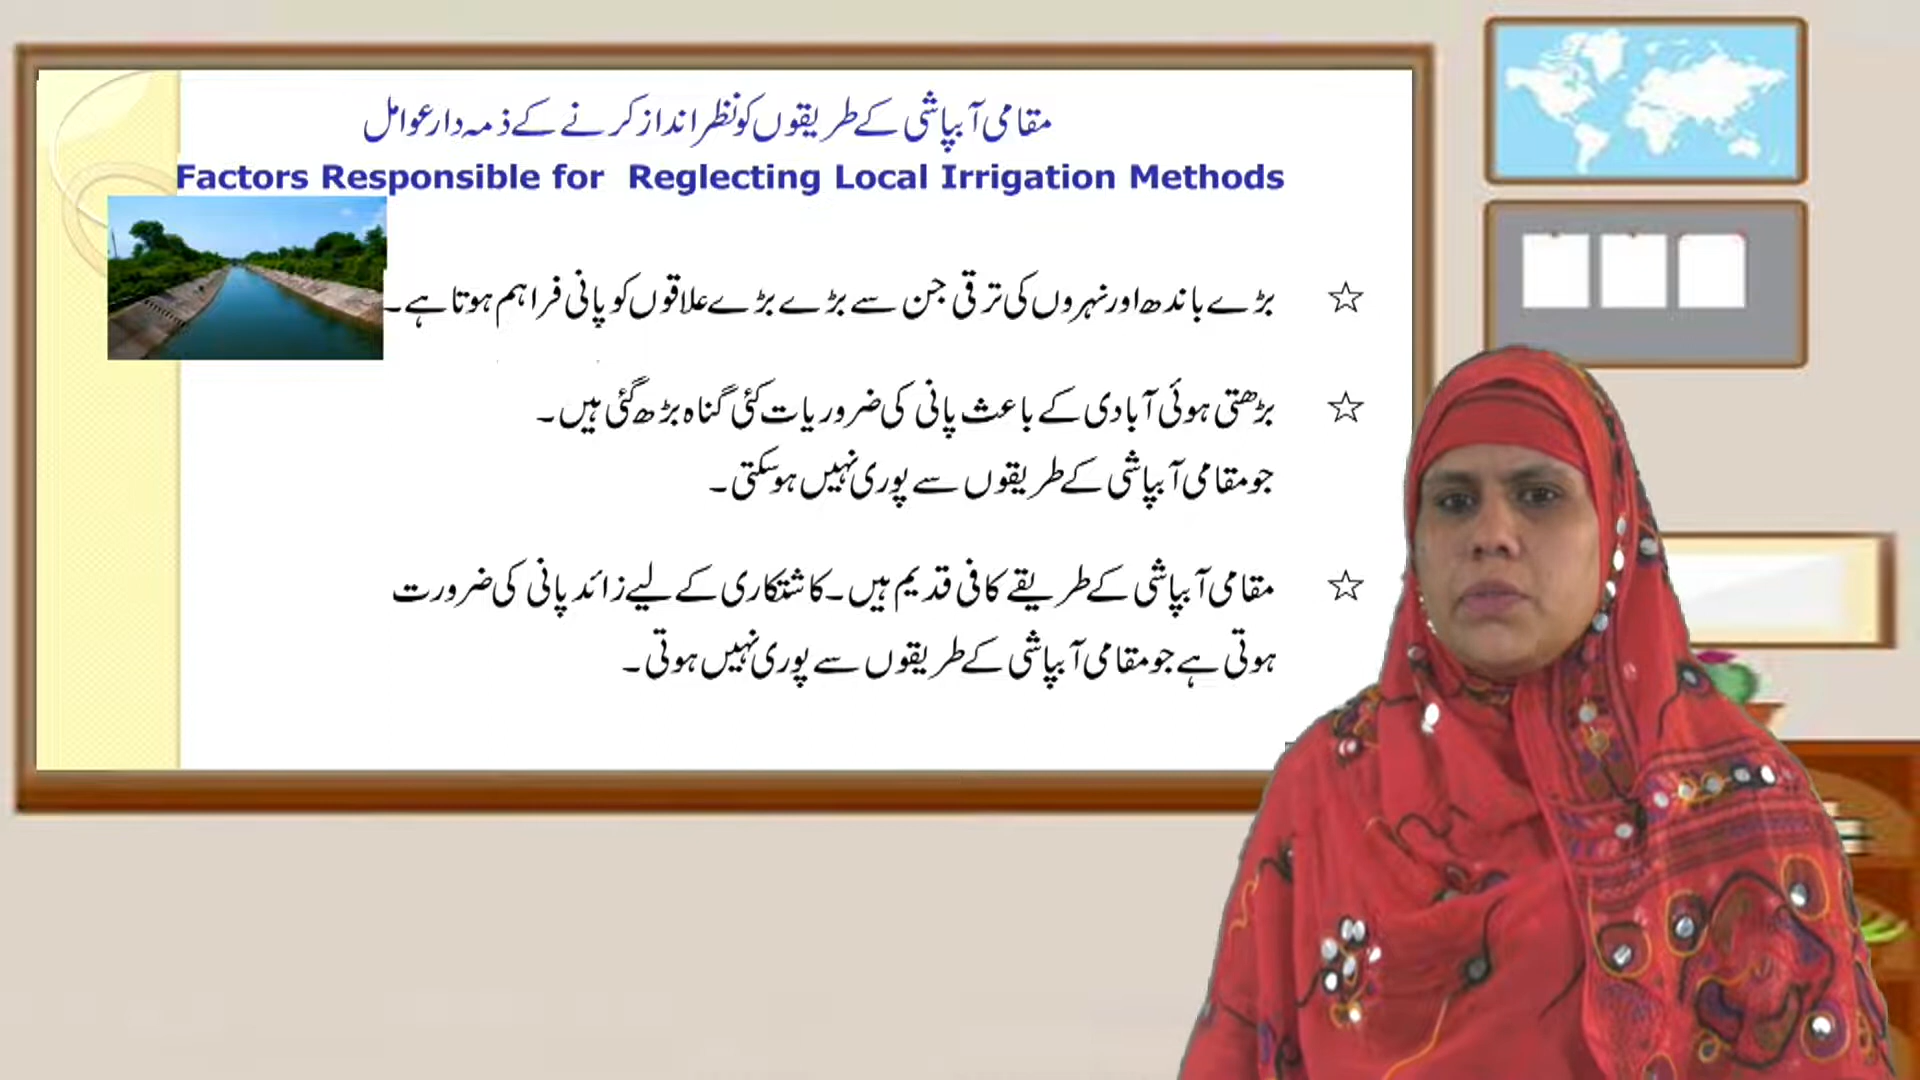 مقامی آبپاشی کے طریقوں کو نظر انداز کرنے کے ذمہ دار عوامل
Factors Responsible for Reglecting Local Irrigation Methods
☆ بڑے باندھ اور نہروں کی ترقی جن سے بڑے بڑے علاقوں کو پانی فراہم ہوتا ہے۔
☆ بڑھتی ہوئی آبادی کے باعث پانی کی ضروریات کئی گناہ بڑھ گئی ہیں۔
جو مقامی آبپاشی کے طریقوں سے پوری نہیں ہو سکتی۔
☆ مقامی آبپاشی کے طریقے کافی قدیم ہیں۔ کاشتکاری کے لیے زائد پانی کی ضرورت
ہوتی ہے جو مقامی آبپاشی کے طریقوں سے پوری نہیں ہوتی۔